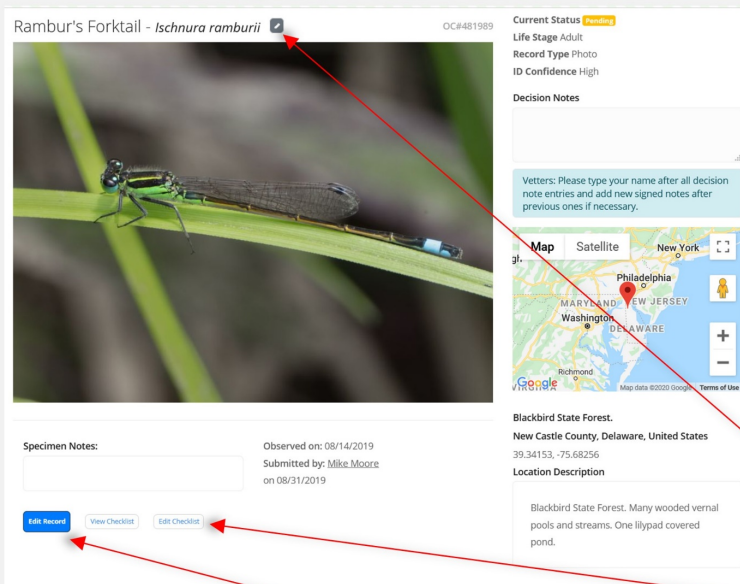 Rambur's Forktail - Ischnura ramburii
OC#481989
Current Status Pending
Life Stage Adult
Record Type Photo
ID Confidence High
Decision Notes
Vetters: Please type your name after all decision
note entries and add new signed notes after
previous ones if necessary.
Map Satellite
New York
gh
Philadelphia
MARYLAND
EW JERSEY
Washington
DELAWARE
Richmond
VIRGINIA
Google
Map data ©2020 Google
Terms of Use
Specimen Notes:
Observed on: 08/14/2019
Submitted by: Mike Moore
on 08/31/2019
Edit Record
View Checklist
Edit Checklist
Blackbird State Forest.
New Castle County, Delaware, United States
39.34153, -75.68256
Location Description
Blackbird State Forest. Many wooded vernal
pools and streams. One lilypad covered
pond.